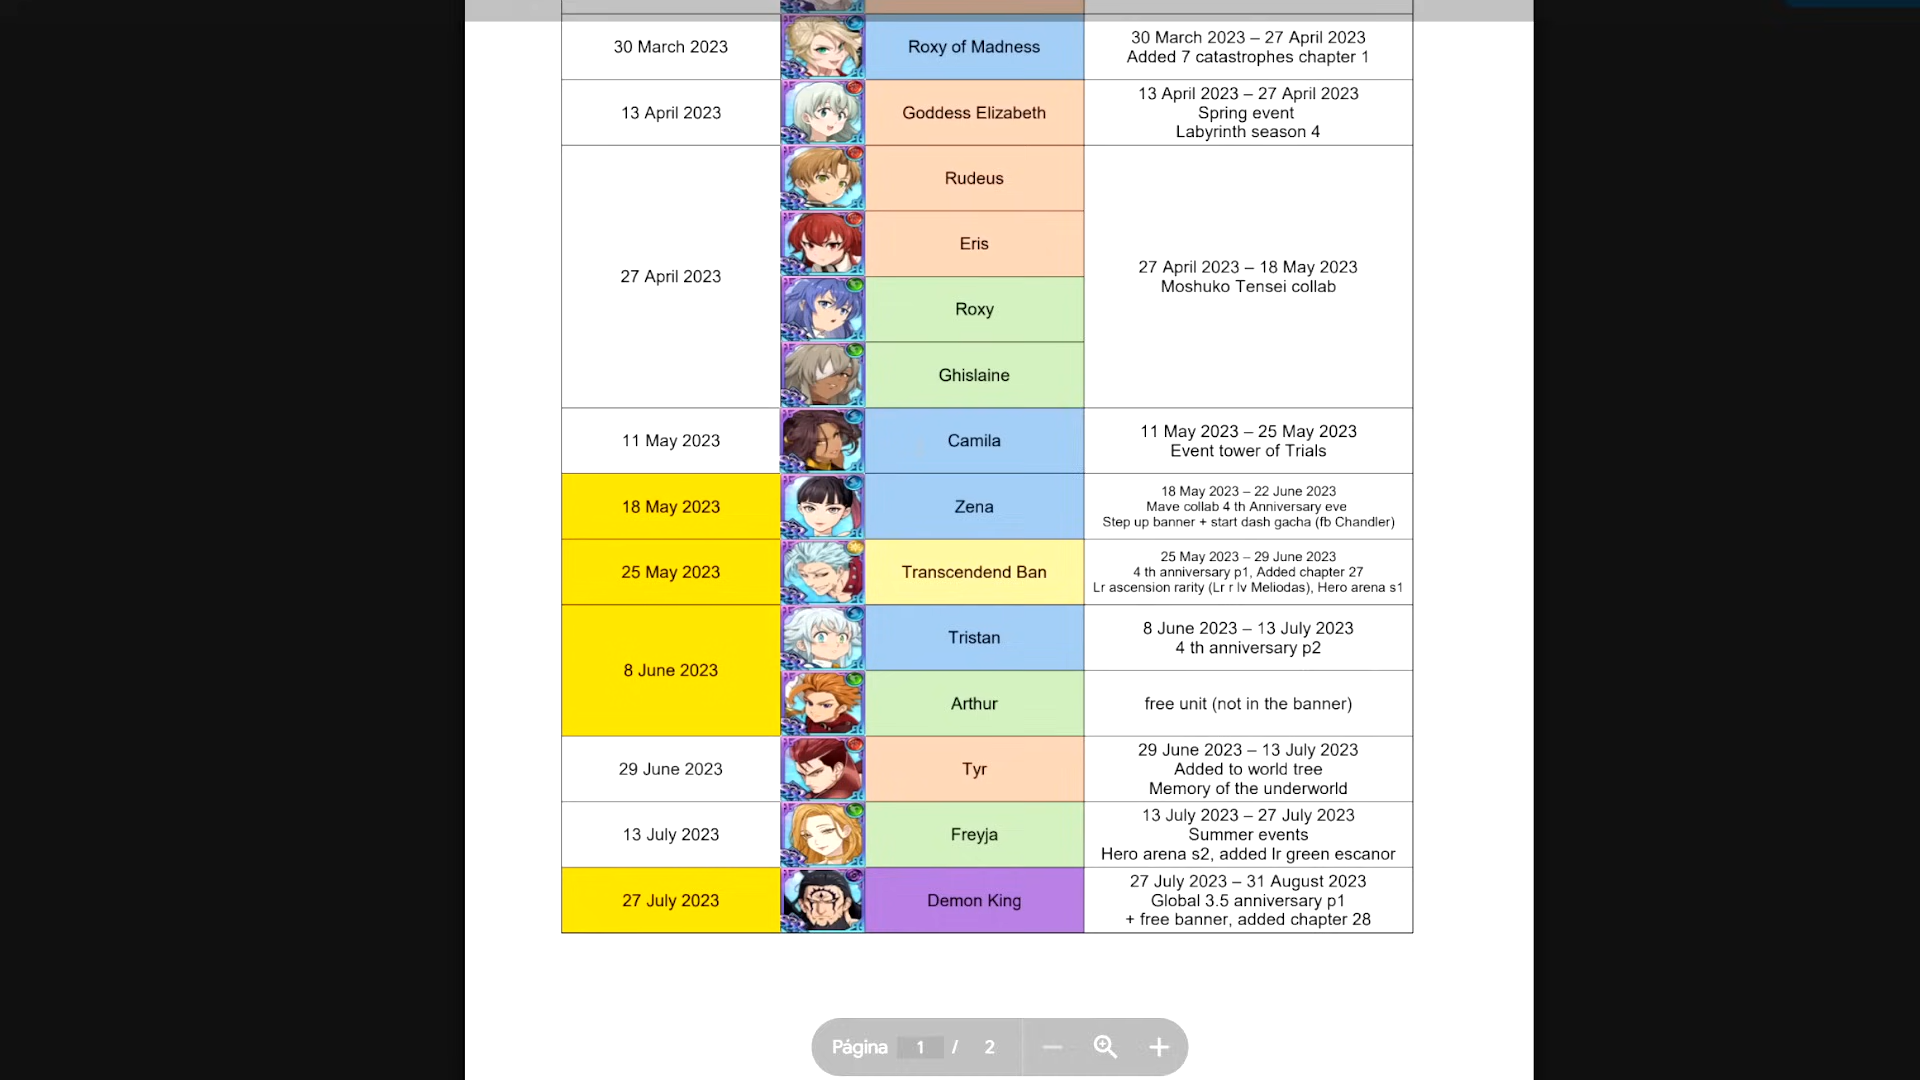 30 March 2023
Roxy of Madness
30 March 2023 – 27 April 2023
Added 7 catastrophes chapter 1
13 April 2023
Goddess Elizabeth
13 April 2023 – 27 April 2023
Spring event
Labyrinth season 4
27 April 2023
Rudeus
Eris
Roxy
Ghislaine
27 April 2023 – 18 May 2023
Moshuko Tensei collab
11 May 2023
Camila
11 May 2023 – 25 May 2023
Event tower of Trials
18 May 2023
Zena
18 May 2023 – 22 June 2023
Mave collab 4 th Anniversary eve
Step up banner + start dash gacha (fb Chandler)
25 May 2023
Transcendend Ban
25 May 2023 – 29 June 2023
4 th anniversary p1, Added chapter 27
Lr ascension rarity (Lr r lv Meliodas), Hero arena s1
8 June 2023
Tristan
8 June 2023 – 13 July 2023
4 th anniversary p2
Arthur
free unit (not in the banner)
29 June 2023
Tyr
29 June 2023 – 13 July 2023
Added to world tree
Memory of the underworld
13 July 2023
Freyja
13 July 2023 – 27 July 2023
Summer events
Hero arena s2, added lr green escanor
27 July 2023
Demon King
27 July 2023 – 31 August 2023
Global 3.5 anniversary p1
+ free banner, added chapter 28
Página 1 / 2